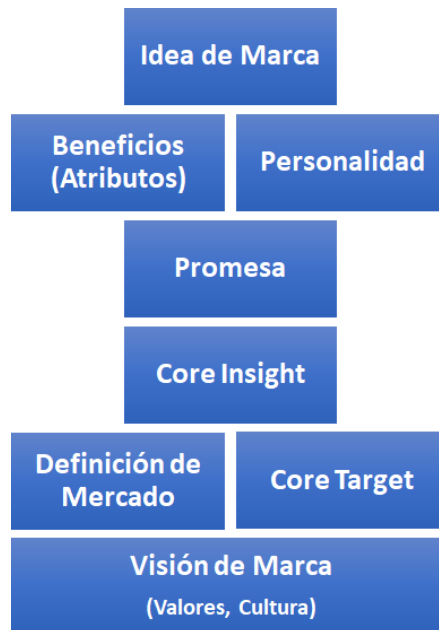 Idea de Marca
Beneficios
(Atributos)
Personalidad
Promesa
Core Insight
Definición de
Mercado
Core Target
Visión de Marca
(Valores, Cultura)